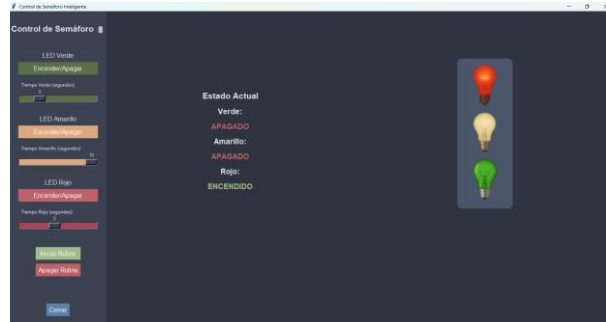 Control de Semáforo Inteligente
Control de Semáforo
LED Verde
Encender/Apagar
Tiempo Verde (segundos)
LED Amarillo
Encender/Apagar
Tiempo Amarillo (segundos)
10
LED Rojo
Encender/Apagar
Tiempo Rojo (segundos)
5
Iniciar Rutina
Apagar Rutina
Cerrar
Estado Actual
Verde:
APAGADO
Amarillo:
APAGADO
Rojo:
ENCENDIDO